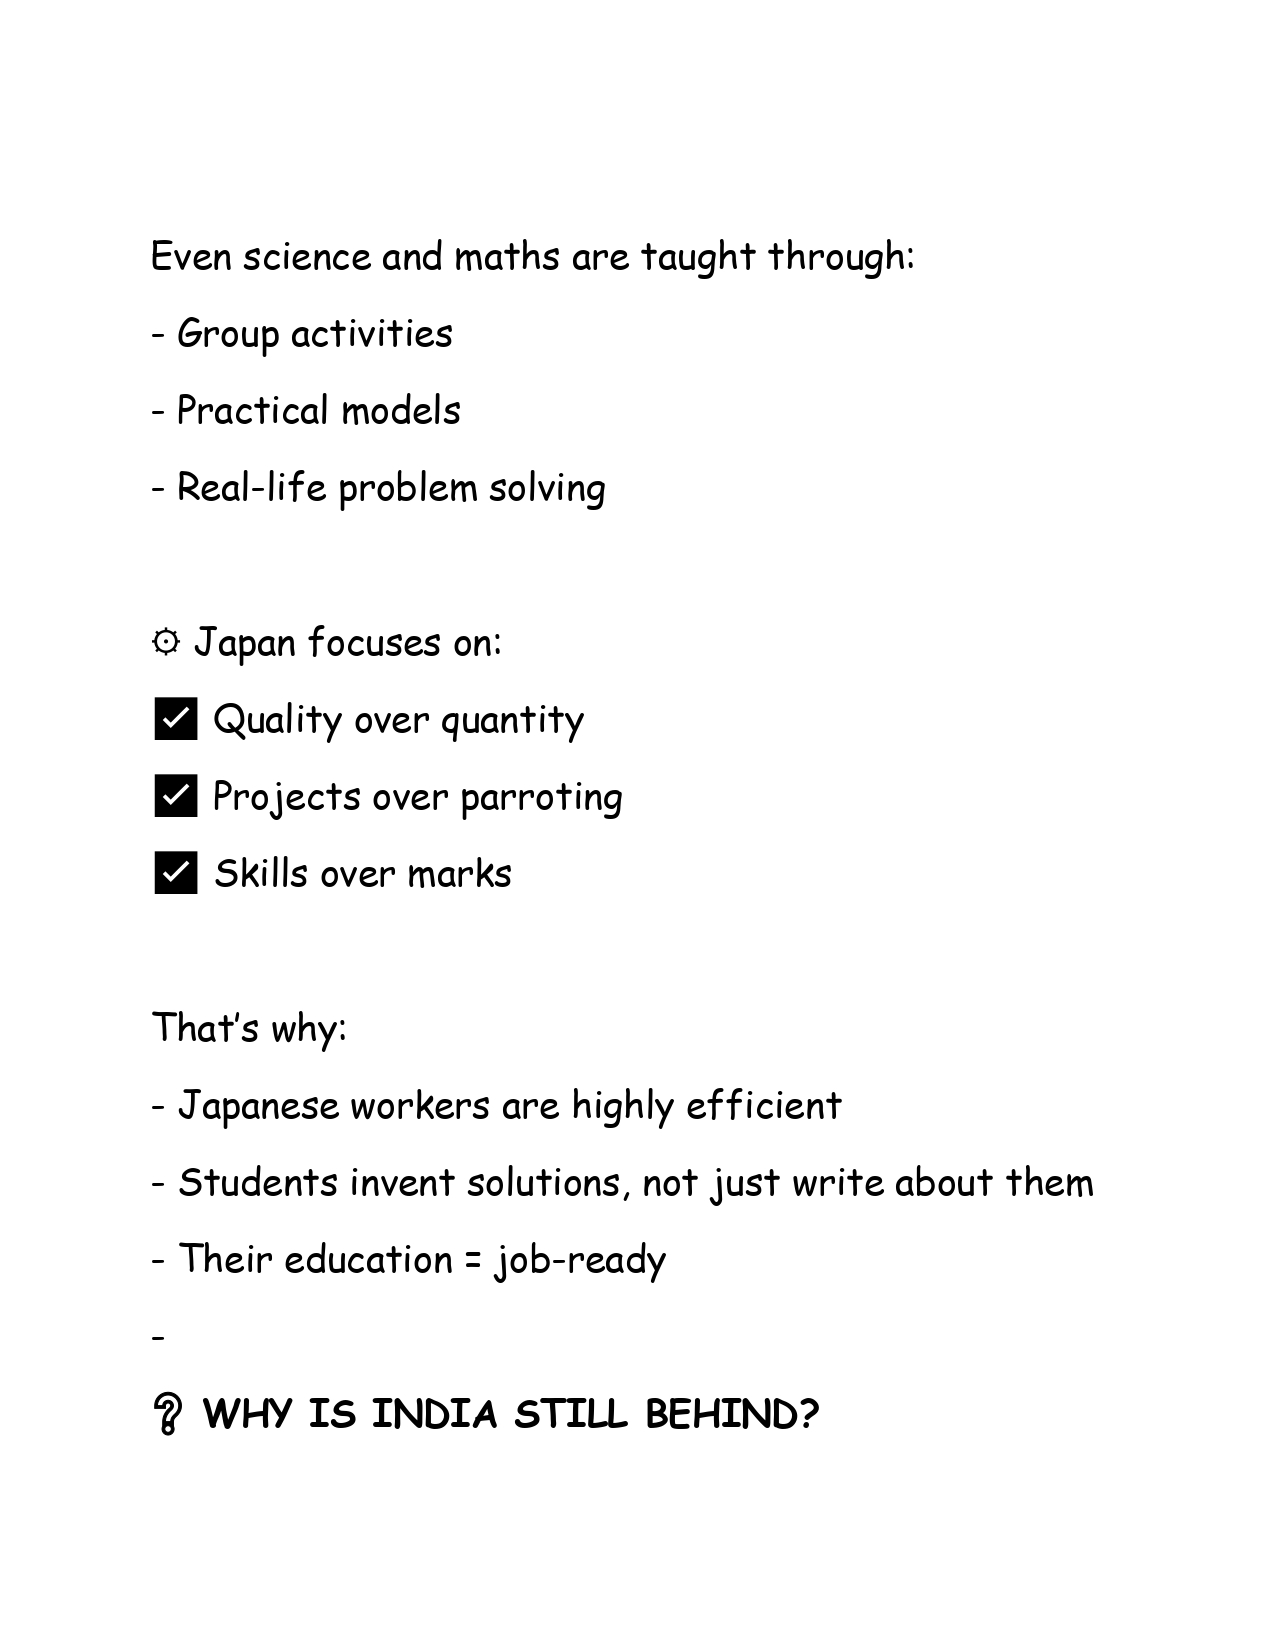 Even science and maths are taught through:
- Group activities
- Practical models
- Real-life problem solving
⚙ Japan focuses on:
✅ Quality over quantity
✅ Projects over parroting
✅ Skills over marks
That’s why:
- Japanese workers are highly efficient
- Students invent solutions, not just write about them
- Their education = job-ready
-
❓ WHY IS INDIA STILL BEHIND?